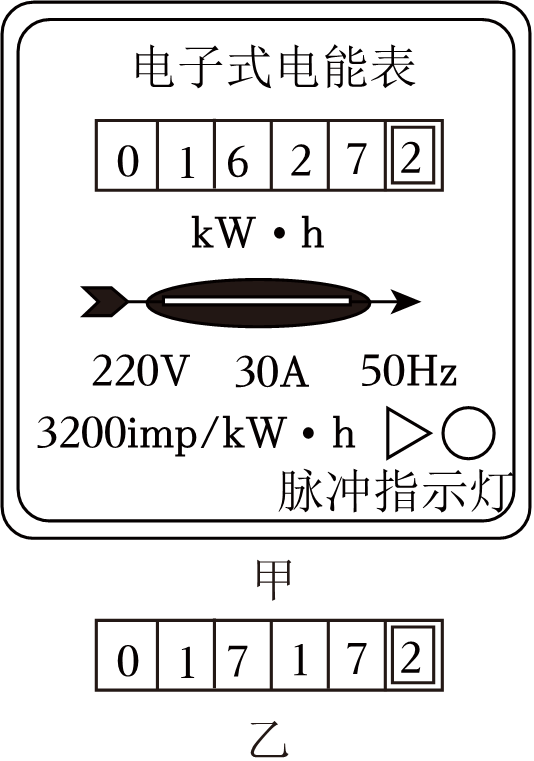 电子式电能表
0 1 6 2 7 2
kW·h
220V 30A 50Hz
3200imp/kW·h
脉冲指示灯
甲
0 1 7 1 7 2
乙